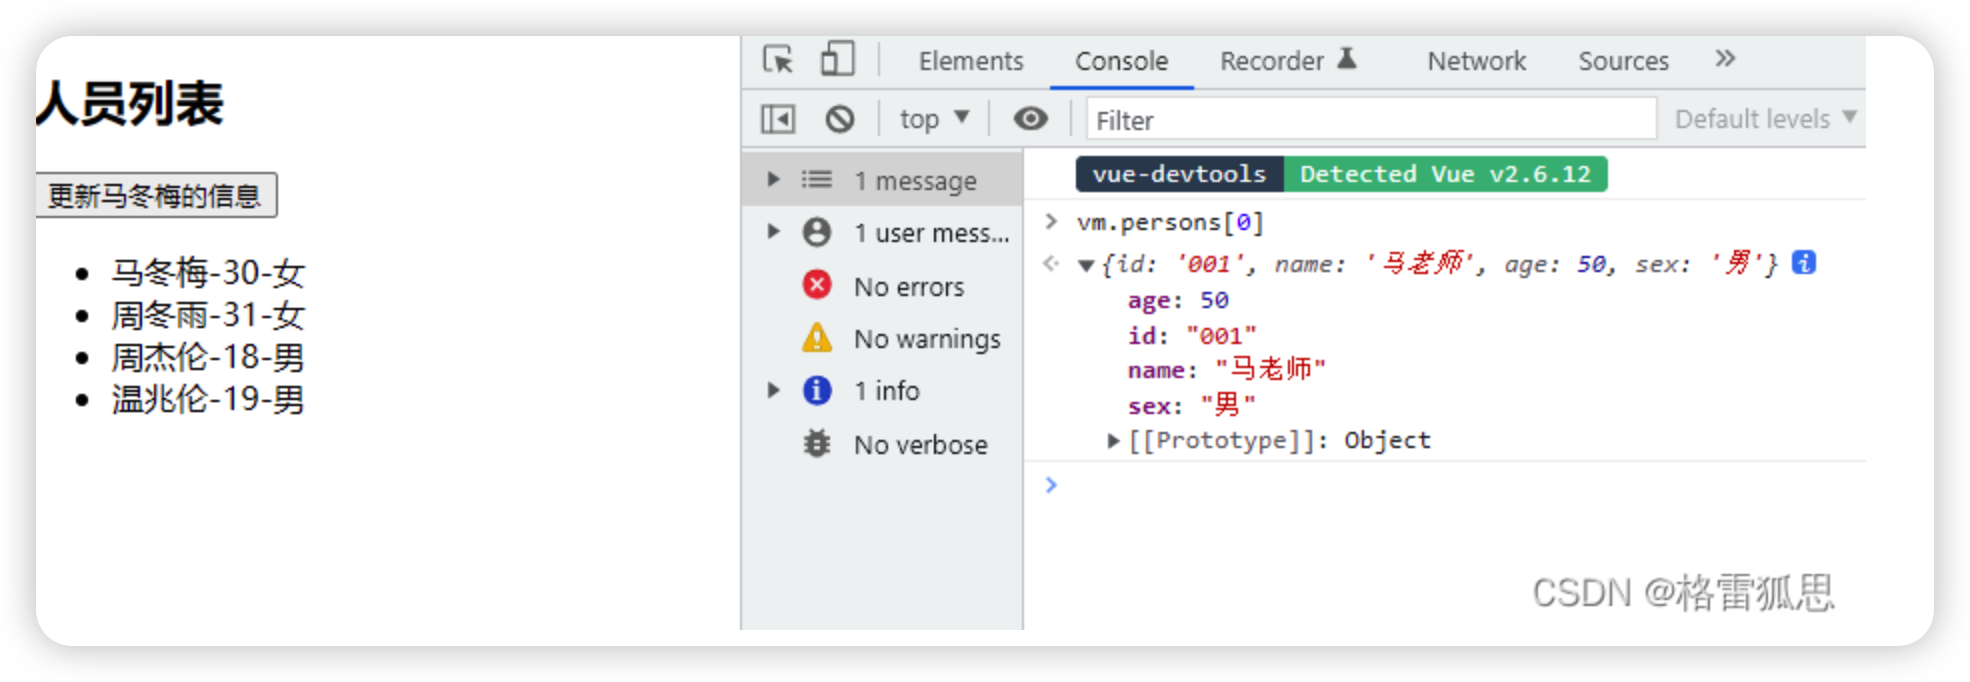 人员列表
更新马冬梅的信息
马冬梅-30-女
周冬雨-31-女
周杰伦-18-男
温兆伦-19-男
Elements Console Recorder Network Sources
top Filter Default levels
1 message
1 user mess...
No errors
No warnings
1 info
No verbose
vue-devtools Detected Vue v2.6.12
vm.persons[0]
{id: '001', name: '马老师', age: 50, sex: '男'}
age: 50
id: "001"
name: "马老师"
sex: "男"
[[Prototype]]: Object
CSDN @格雷狐思